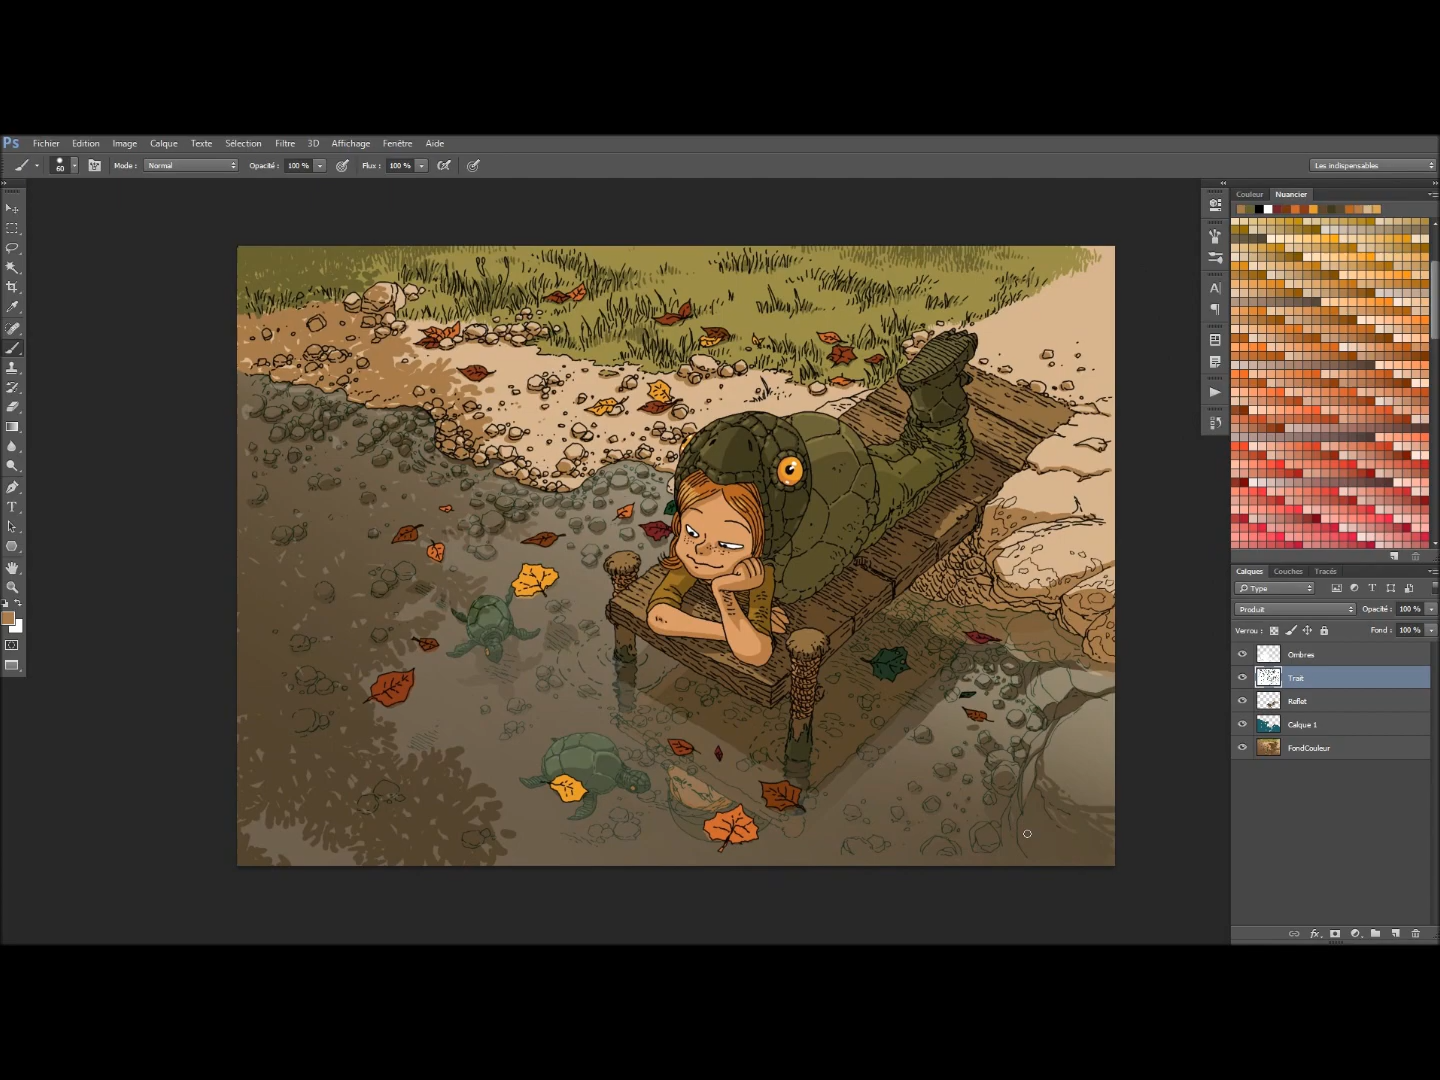 Ps Fichier Edition Image Calque Texte Sélection Filtre 3D Affichage Fenêtre Aide
60 Mode : Normal Opacité : 100 % Flux : 100 % Les indispensables
Couleur Nuancier
Calques Couches Tracés
Type
Produit Opacité : 100 %
Verrou : Fond : 100 %
Ombres
Trait
Reflet
Calque 1
FondCouleur
fx